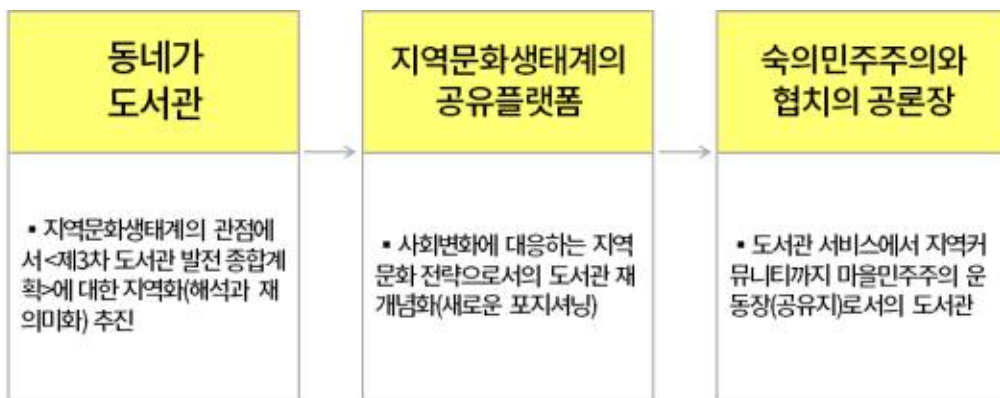 동네가
도서관
▪ 지역문화생태계의 관점에
서 <제3차 도서관 발전 종합계
획>에 대한 지역화(해석과 재
의미화) 추진
지역문화생태계의
공유플랫폼
▪ 사회변화에 대응하는 지역
문화 전략으로서의 도서관 재
개념화(새로운 포지셔닝)
숙의민주주의와
협치의 공론장
▪ 도서관 서비스에서 지역커
뮤니티까지 마을민주주의 운
동장(공유지)로서의 도서관